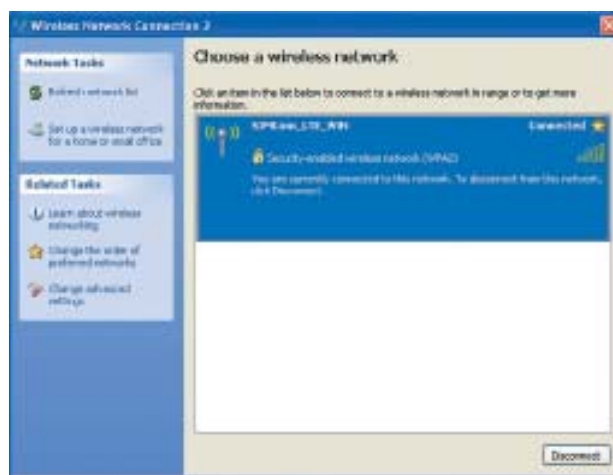 Wireless Network Connection 2
Network Tasks
Refresh network list
Set up a wireless network
for a home or small office
Related Tasks
Learn about wireless
networking
Change the order of
preferred networks
Change advanced
settings
Choose a wireless network
Click an item in the list below to connect to a wireless network in range or to get more
information.
Connected
Security-enabled wireless network (WPA2)
You are currently connected to this network. To disconnect from this network,
click Disconnect.
Disconnect